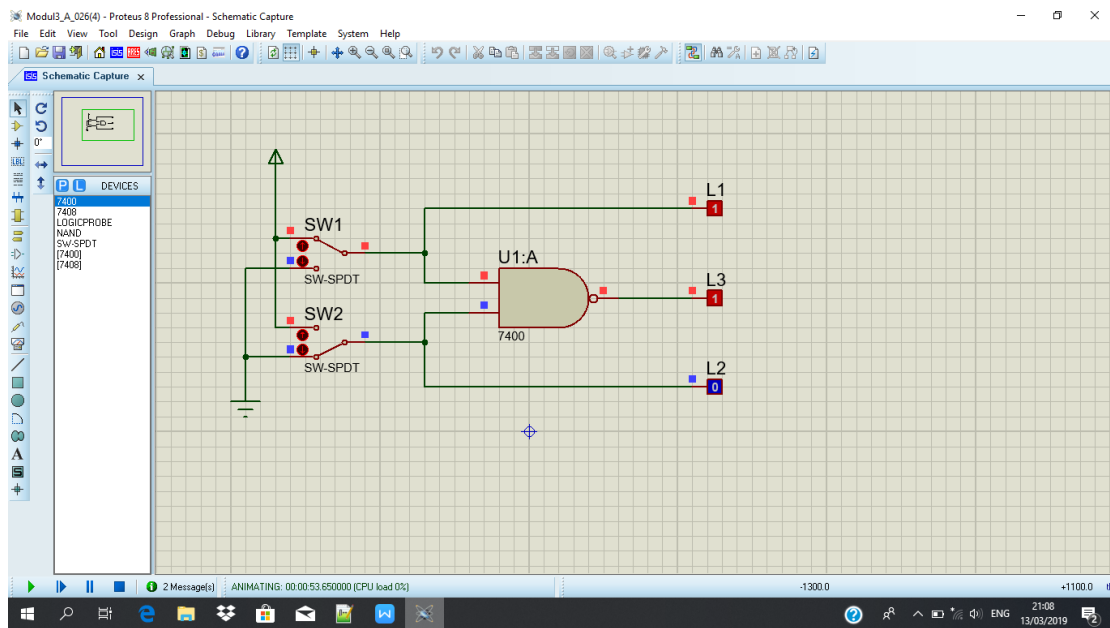 Modul3_A_026(4) - Proteus 8 Professional - Schematic Capture
File Edit View Tool Design Graph Debug Library Template System Help
Schematic Capture x
0°
P L DEVICES
7400
7408
LOGICPROBE
NAND
SW-SPDT
[7400]
[7408]
L1
1
SW1
SW-SPDT
U1:A
7400
L3
1
SW2
SW-SPDT
L2
0
2 Message(s) ANIMATING: 00:00:53.650000 (CPU load 0%) -1300.0 +1100.0
ENG 21:08
13/03/2019
2